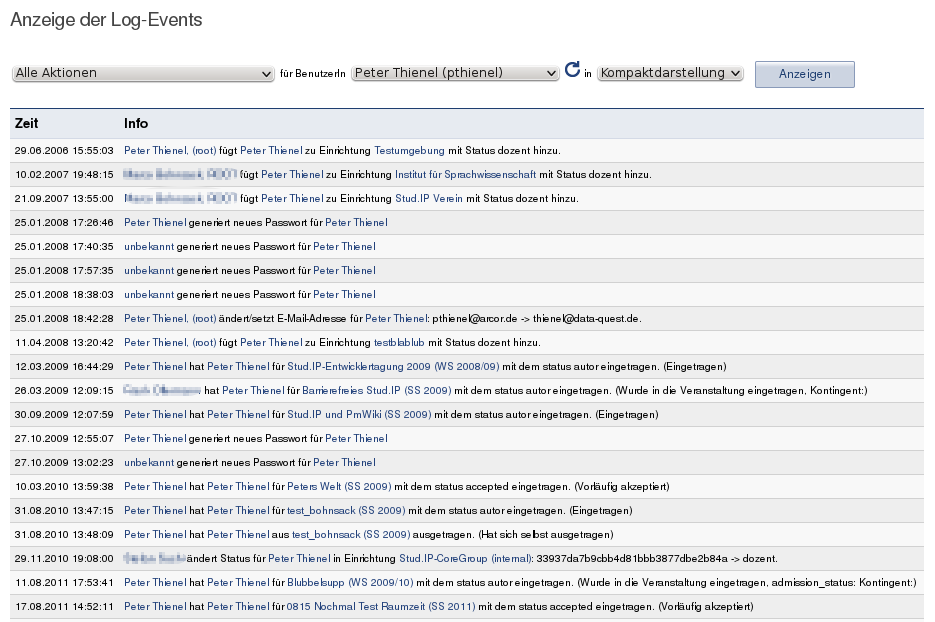 Anzeige der Log-Events
Alle Aktionen für BenutzerIn Peter Thienel (pthienel) in Kompaktdarstellung Anzeigen
Zeit Info
29.06.2006 15:55:03 Peter Thienel, (root) fügt Peter Thienel zu Einrichtung Testumgebung mit Status dozent hinzu.
10.02.2007 19:48:15 fügt Peter Thienel zu Einrichtung Institut für Sprachwissenschaft mit Status dozent hinzu.
21.09.2007 13:55:00 fügt Peter Thienel zu Einrichtung Stud.IP Verein mit Status dozent hinzu.
25.01.2008 17:26:46 Peter Thienel generiert neues Passwort für Peter Thienel
25.01.2008 17:40:35 unbekannt generiert neues Passwort für Peter Thienel
25.01.2008 17:57:35 unbekannt generiert neues Passwort für Peter Thienel
25.01.2008 18:38:03 unbekannt generiert neues Passwort für Peter Thienel
25.01.2008 18:42:28 Peter Thienel, (root) ändert/setzt E-Mail-Adresse für Peter Thienel: pthienel@arcor.de -> thienel@data-quest.de.
11.04.2008 13:20:42 Peter Thienel, (root) fügt Peter Thienel zu Einrichtung testblablub mit Status dozent hinzu.
12.03.2009 16:44:29 Peter Thienel hat Peter Thienel für Stud.IP-Entwicklertagung 2009 (WS 2008/09) mit dem status autor eingetragen. (Eingetragen)
26.03.2009 12:09:15 hat Peter Thienel für Barrierefreies Stud.IP (SS 2009) mit dem status autor eingetragen. (Wurde in die Veranstaltung eingetragen, Kontingent:)
30.09.2009 12:07:59 Peter Thienel hat Peter Thienel für Stud.IP und PmWiki (SS 2009) mit dem status autor eingetragen. (Eingetragen)
27.10.2009 12:55:07 Peter Thienel generiert neues Passwort für Peter Thienel
27.10.2009 13:02:23 unbekannt generiert neues Passwort für Peter Thienel
10.03.2010 13:59:38 Peter Thienel hat Peter Thienel für Peters Welt (SS 2009) mit dem status accepted eingetragen. (Vorläufig akzeptiert)
31.08.2010 13:47:15 Peter Thienel hat Peter Thienel für test_bohnsack (SS 2009) mit dem status autor eingetragen. (Eingetragen)
31.08.2010 13:48:09 Peter Thienel hat Peter Thienel aus test_bohnsack (SS 2009) ausgetragen. (Hat sich selbst ausgetragen)
29.11.2010 19:08:00 ändert Status für Peter Thienel in Einrichtung Stud.IP-CoreGroup (internal): 33937da7b9cbb4d81bbb3877dbe2b84a -> dozent.
11.08.2011 17:53:41 Peter Thienel hat Peter Thienel für Blubbelsupp (WS 2009/10) mit dem status autor eingetragen. (Wurde in die Veranstaltung eingetragen, admission_status: Kontingent:)
17.08.2011 14:52:11 Peter Thienel hat Peter Thienel für 0815 Nochmal Test Raumzeit (SS 2011) mit dem status accepted eingetragen. (Vorläufig akzeptiert)